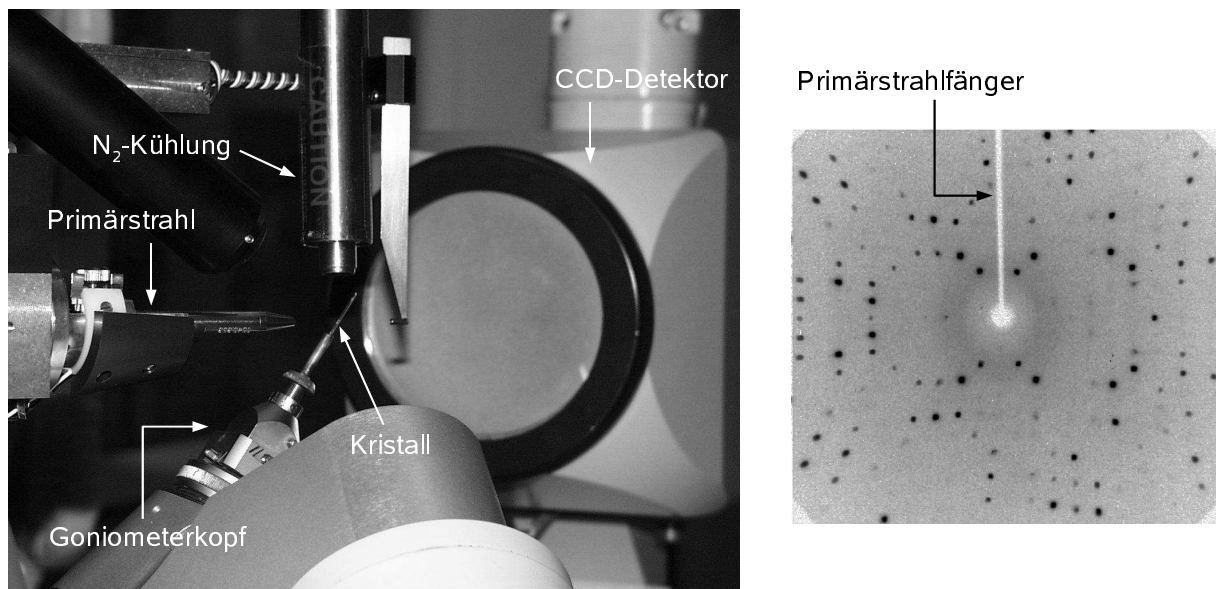 CCD-Detektor
Primärstrahlfänger
CAUTION
N₂-Kühlung
Primärstrahl
Kristall
Goniometerkopf